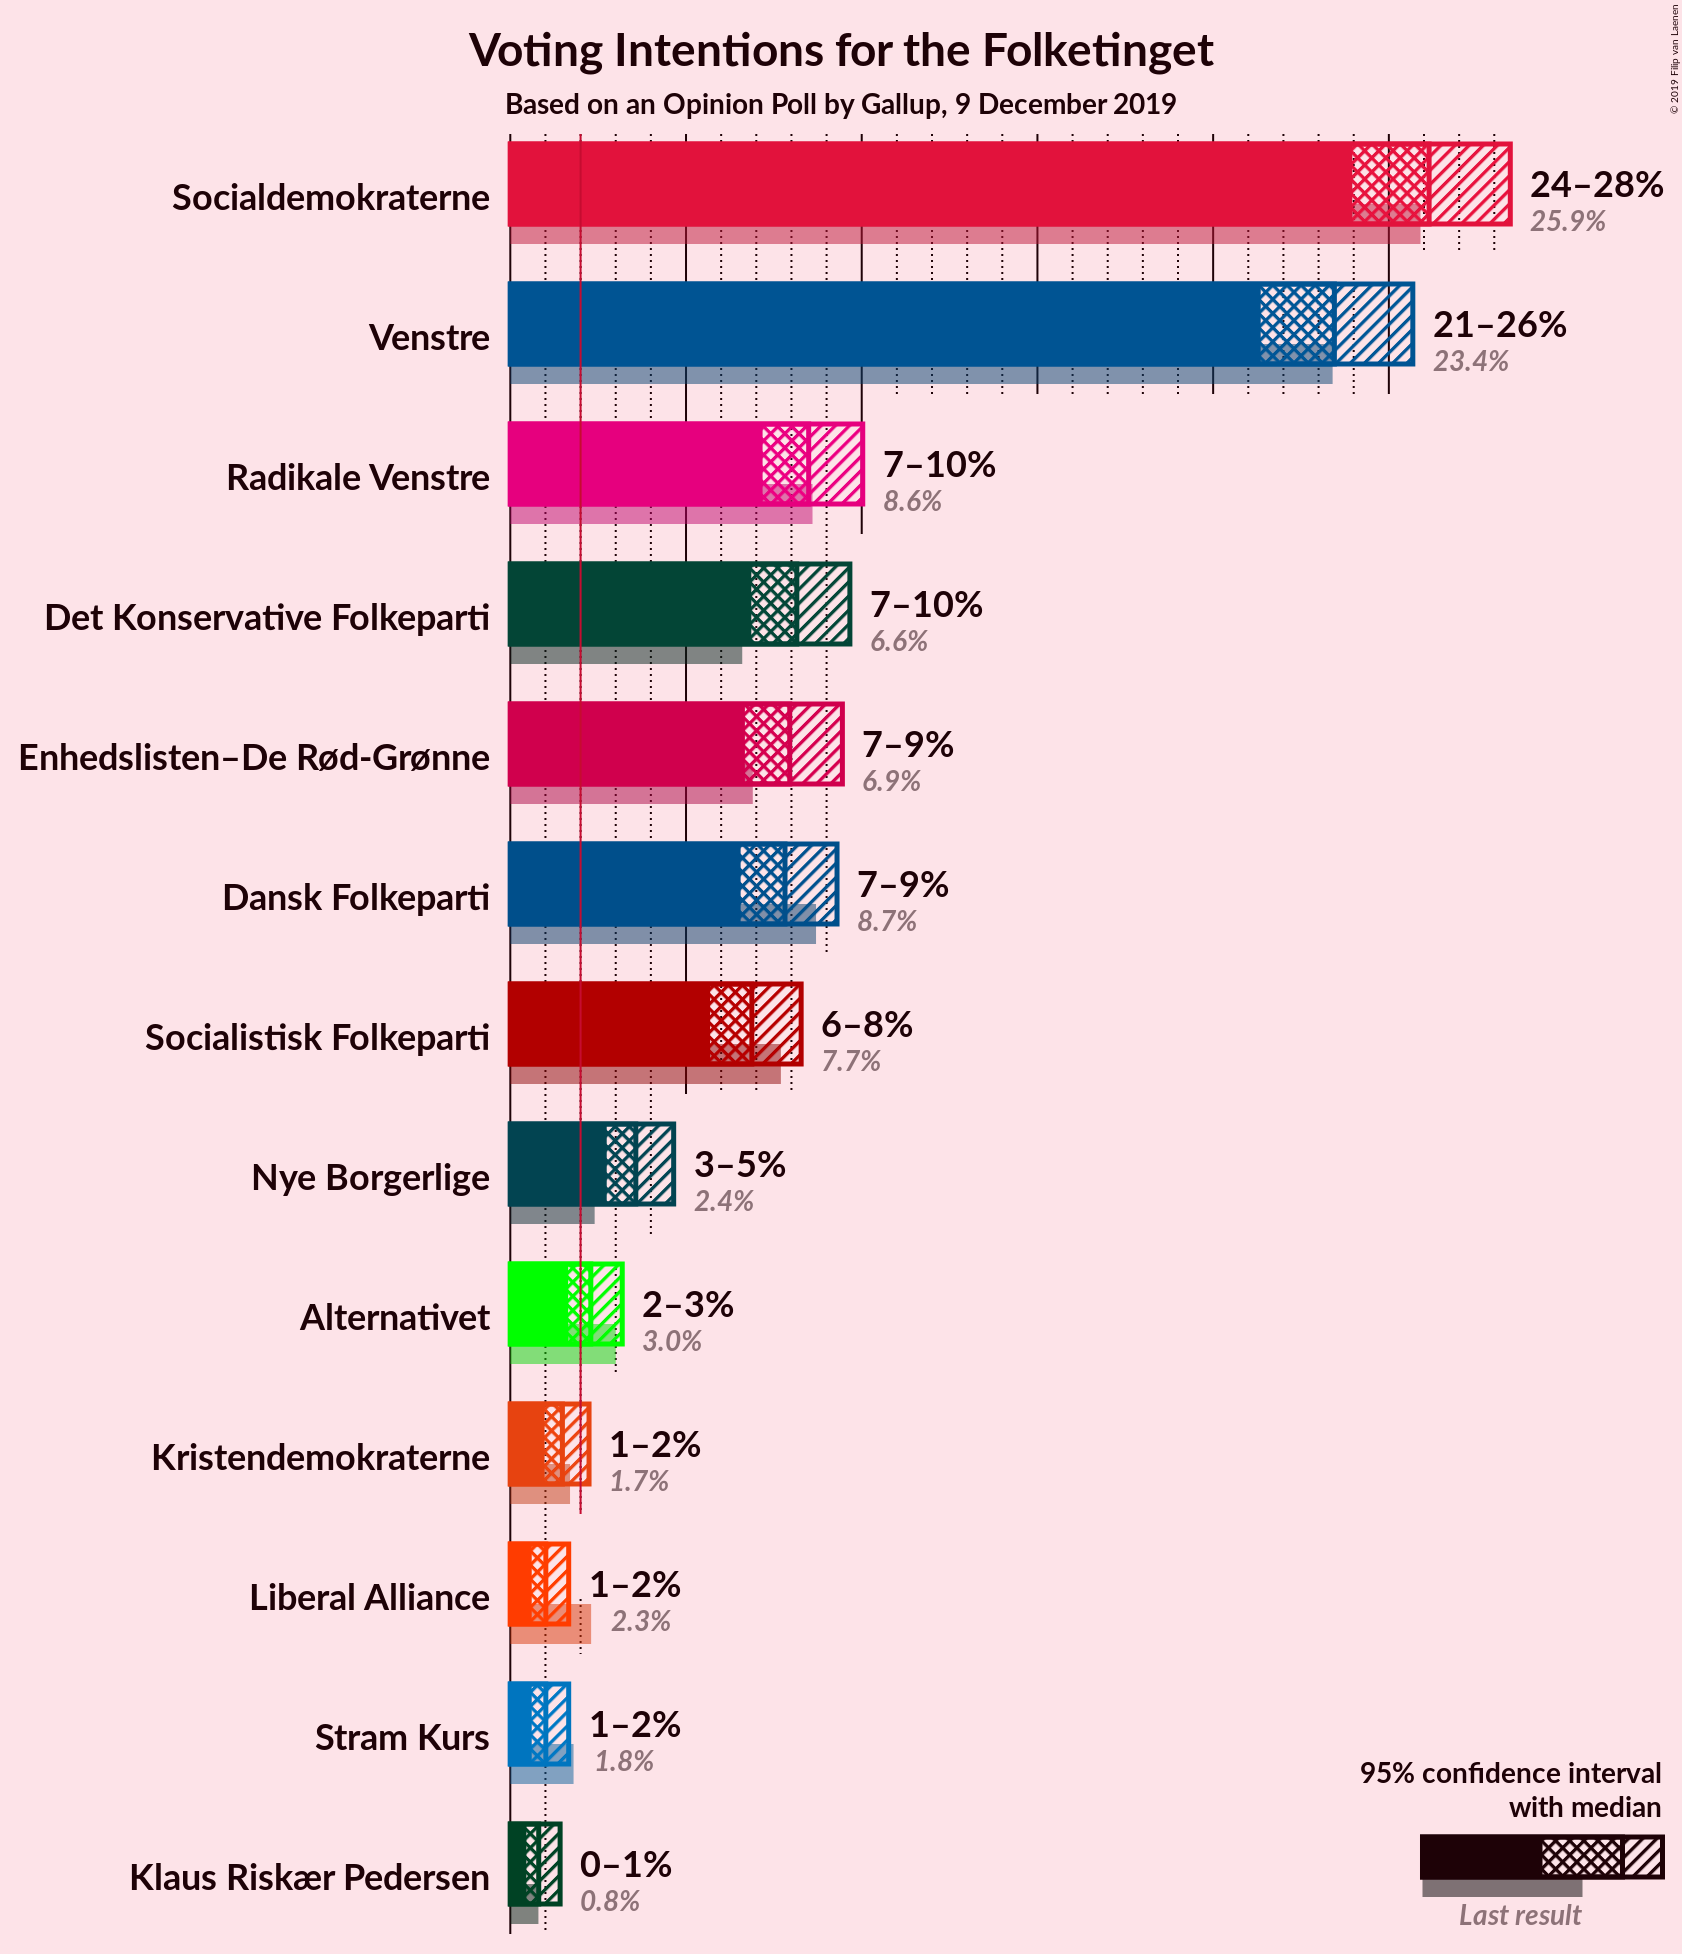 © 2019 Filip van Laenen
Voting Intentions for the Folketinget
Based on an Opinion Poll by Gallup, 9 December 2019
Socialdemokraterne
24–28%
25.9%
Venstre
21–26%
23.4%
Radikale Venstre
7–10%
8.6%
Det Konservative Folkeparti
7–10%
6.6%
Enhedslisten–De Rød-Grønne
7–9%
6.9%
Dansk Folkeparti
7–9%
8.7%
Socialistisk Folkeparti
6–8%
7.7%
Nye Borgerlige
3–5%
2.4%
Alternativet
2–3%
3.0%
Kristendemokraterne
1–2%
1.7%
Liberal Alliance
1–2%
2.3%
Stram Kurs
1–2%
1.8%
Klaus Riskær Pedersen
0–1%
0.8%
95% confidence interval
with median
Last result